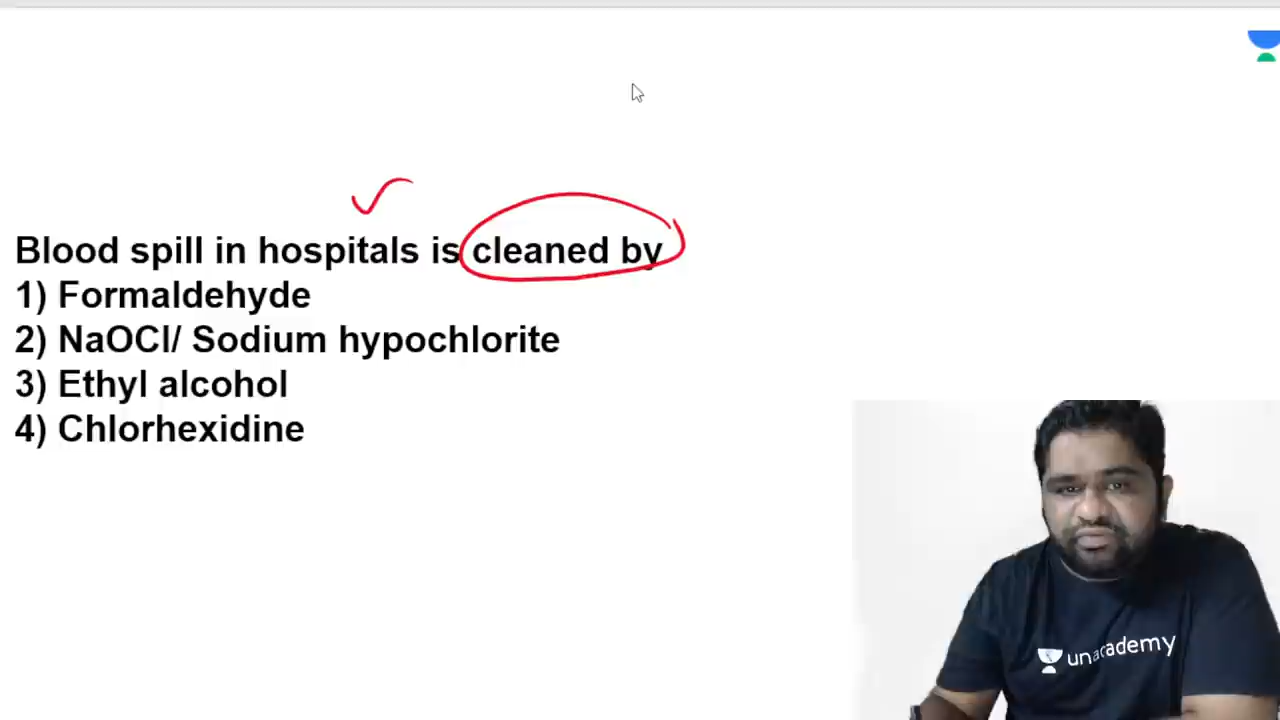 Blood spill in hospitals is cleaned by
1) Formaldehyde
2) NaOCl/ Sodium hypochlorite
3) Ethyl alcohol
4) Chlorhexidine
unacademy